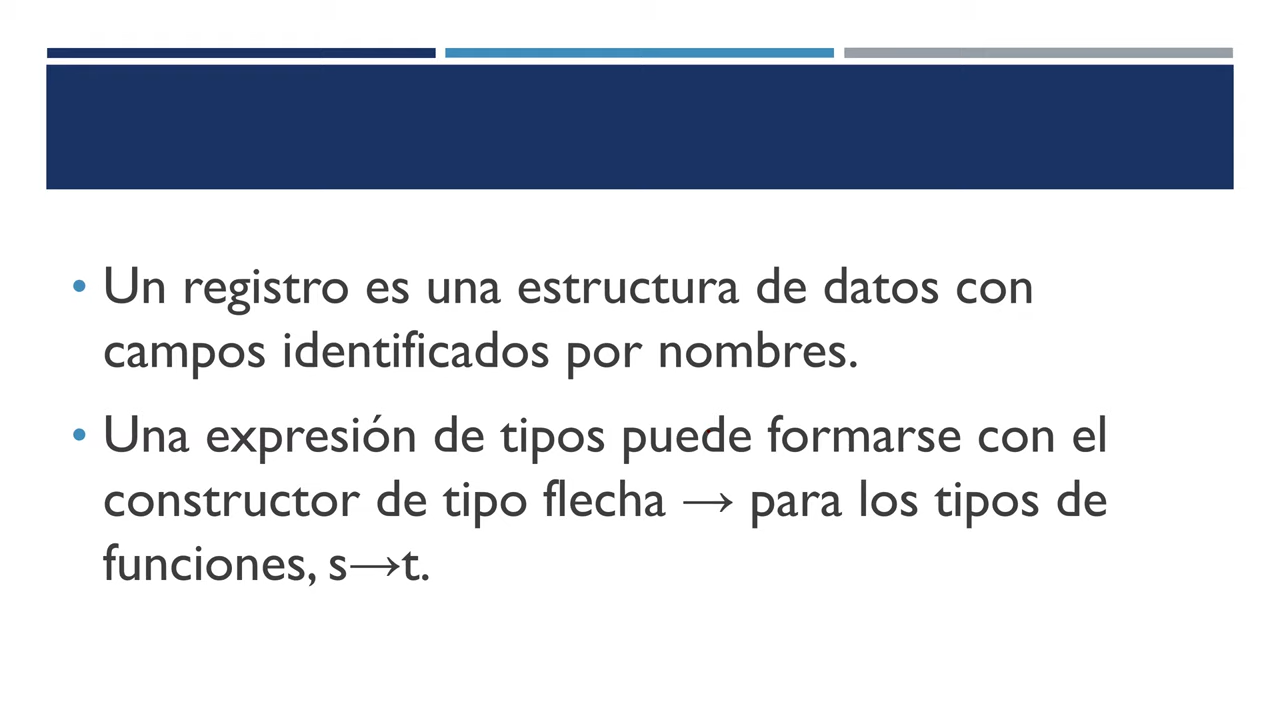 • Un registro es una estructura de datos con
campos identificados por nombres.
• Una expresión de tipos puede formarse con el
constructor de tipo flecha → para los tipos de
funciones, s→t.